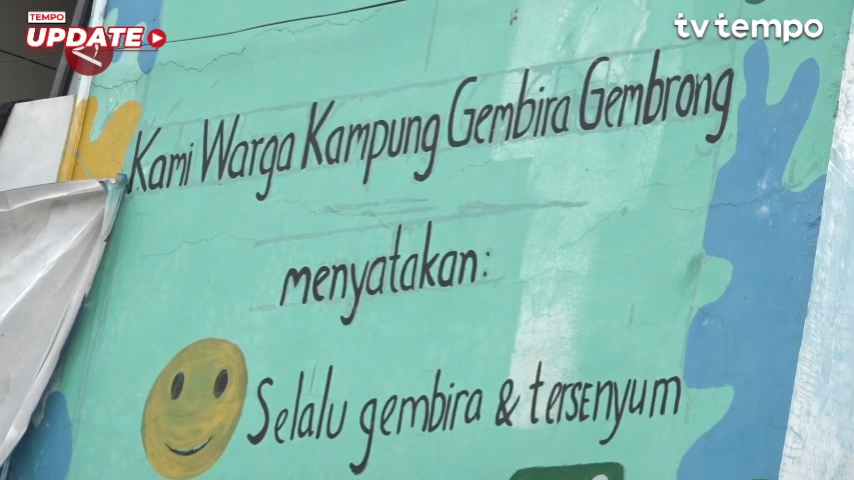 TEMPO
UPDATE
tv tempo
Kami Warga Kampung Gembira Gembrong
menyatakan:
Selalu gembira & tersenyum